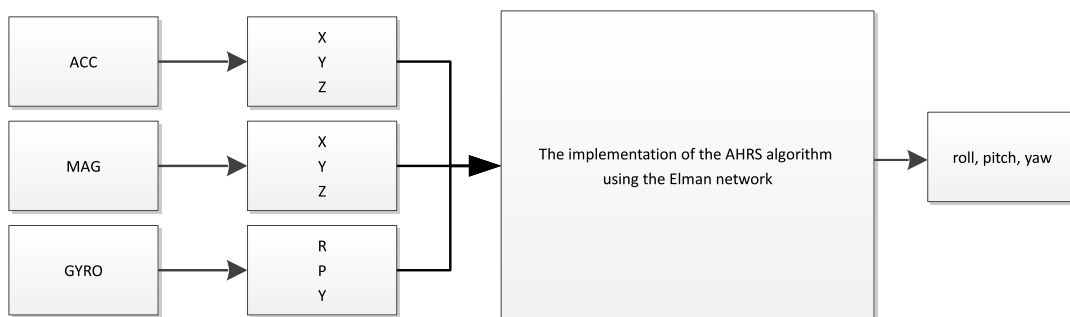 ACC
X
Y
Z
MAG
X
Y
Z
GYRO
R
P
Y
The implementation of the AHRS algorithm
using the Elman network
roll, pitch, yaw